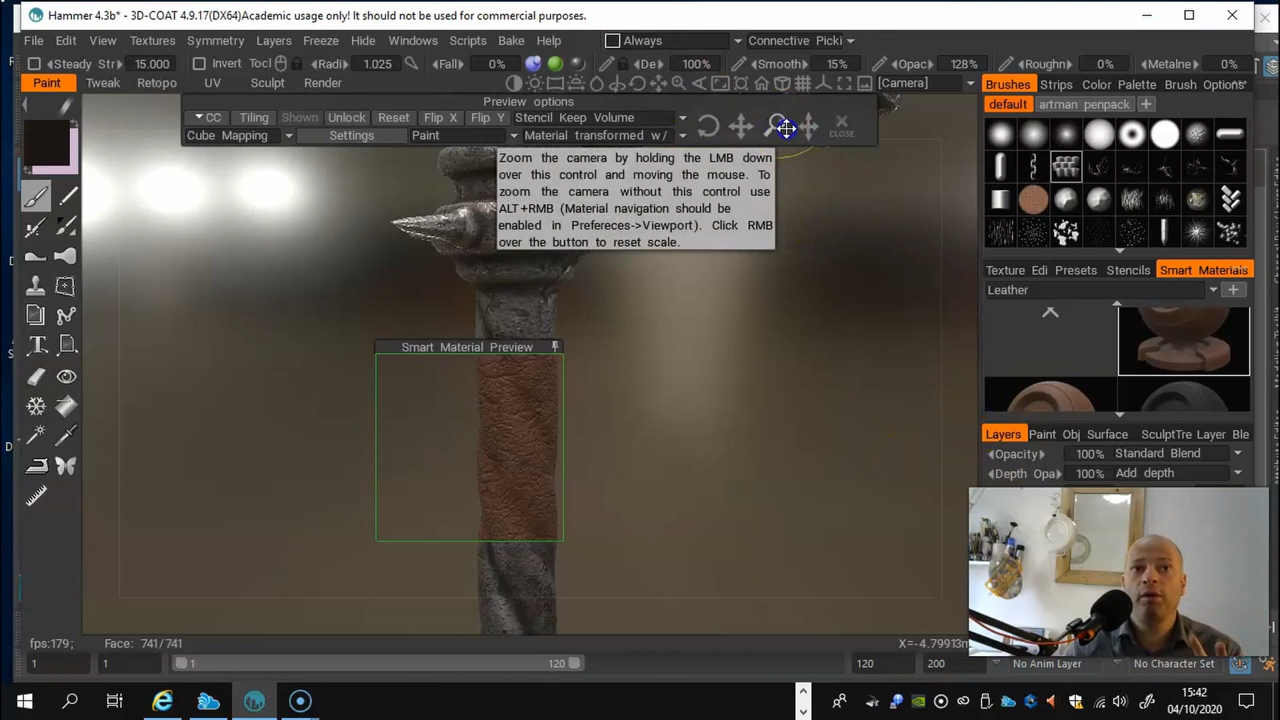 Hammer 4.3b* - 3D-COAT 4.9.17(DX64)Academic usage only! It should not be used for commercial purposes.
File Edit View Textures Symmetry Layers Freeze Hide Windows Scripts Bake Help Always Connective Picki
Steady Str 15.000 Invert Tool Radi 1.025 Fall 0% De 100% Smooth 15% Opac 128% Roughn 0% Metalne 0%
Paint Tweak Retopo UV Sculpt Render [Camera] Brushes Strips Color Palette Options
Preview options
default artman penpack
CC Tiling Shown Unlock Reset Flip X Flip Y Stencil Keep Volume
Cube Mapping Settings Paint Material transformed w/ CLOSE
Zoom the camera by holding the LMB down
over this control and moving the mouse. To
zoom the camera without this control use
ALT+RMB (Material navigation should be
enabled in Prefereces->Viewport). Click RMB
over the button to reset scale.
Texture Edi Presets Stencils Smart Materials
Leather
Smart Material Preview
Layers Paint Obj Surface SculptTre Layer Ble
Opacity 100% Standard Blend
Depth Opa 100% Add depth
fps:179; Face: 741/741 X=-4.79913m
1 1 1 120 120 200 No Anim Layer No Character Set
15:42
04/10/2020